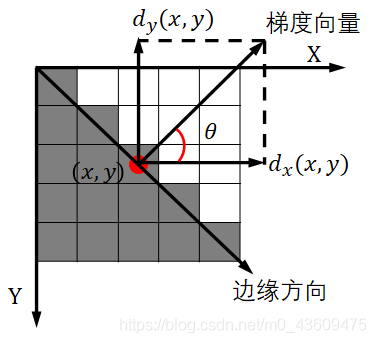 d_y(x, y)
梯度向量
X
θ
(x, y)
d_x(x, y)
Y
边缘方向
https://blog.csdn.net/m0_43609475